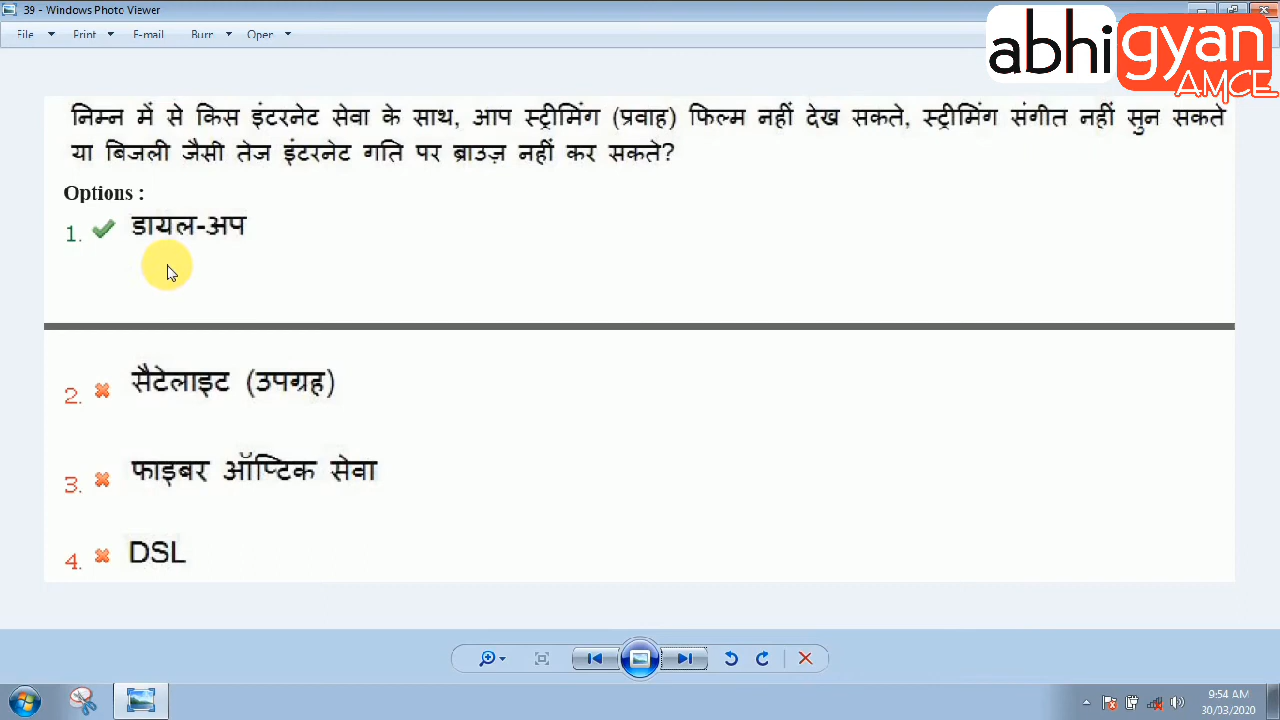 39 - Windows Photo Viewer
File Print E-mail Burn Open
abhigyan
AMCE
निम्न में से किस इंटरनेट सेवा के साथ, आप स्ट्रीमिंग (प्रवाह) फिल्म नहीं देख सकते, स्ट्रीमिंग संगीत नहीं सुन सकते
या बिजली जैसी तेज इंटरनेट गति पर ब्राउज़ नहीं कर सकते?
Options :
1. डायल-अप
2. सैटेलाइट (उपग्रह)
3. फाइबर ऑप्टिक सेवा
4. DSL
9:54 AM
30/03/2020